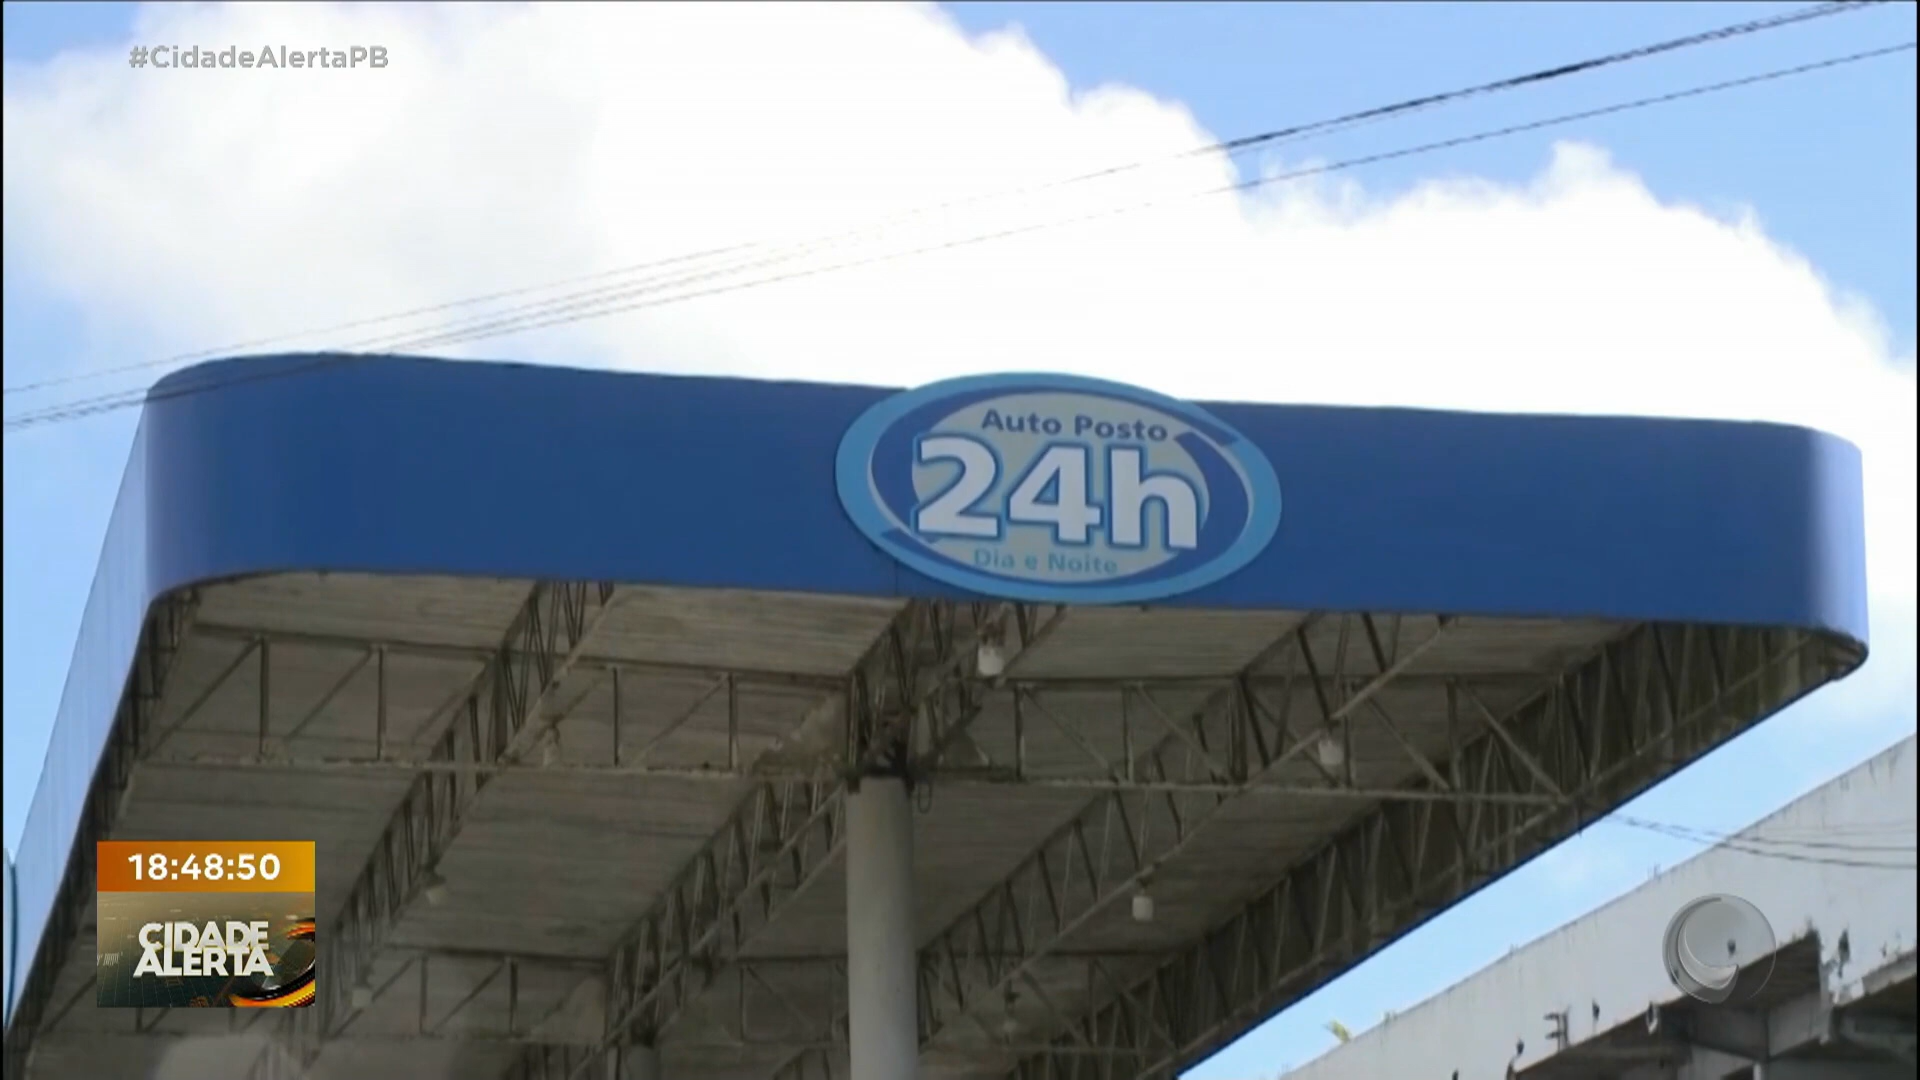 #CidadeAlertaPB
Auto Posto
24h
Dia e Noite
18:48:50
CIDADE
ALERTA